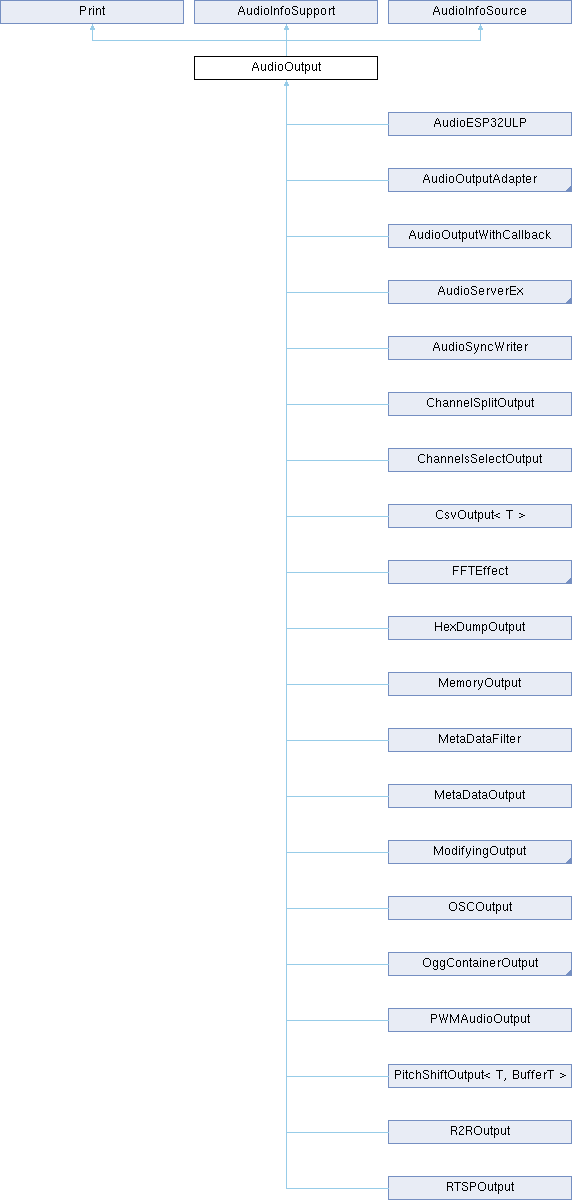 Print
AudioInfoSupport
AudioInfoSource
AudioOutput
AudioESP32ULP
AudioOutputAdapter
AudioOutputWithCallback
AudioServerEx
AudioSyncWriter
ChannelSplitOutput
ChannelsSelectOutput
CsvOutput< T >
FFTEffect
HexDumpOutput
MemoryOutput
MetaDataFilter
MetaDataOutput
ModifyingOutput
OSCOutput
OggContainerOutput
PWMAudioOutput
PitchShiftOutput< T, BufferT >
R2ROutput
RTSPOutput